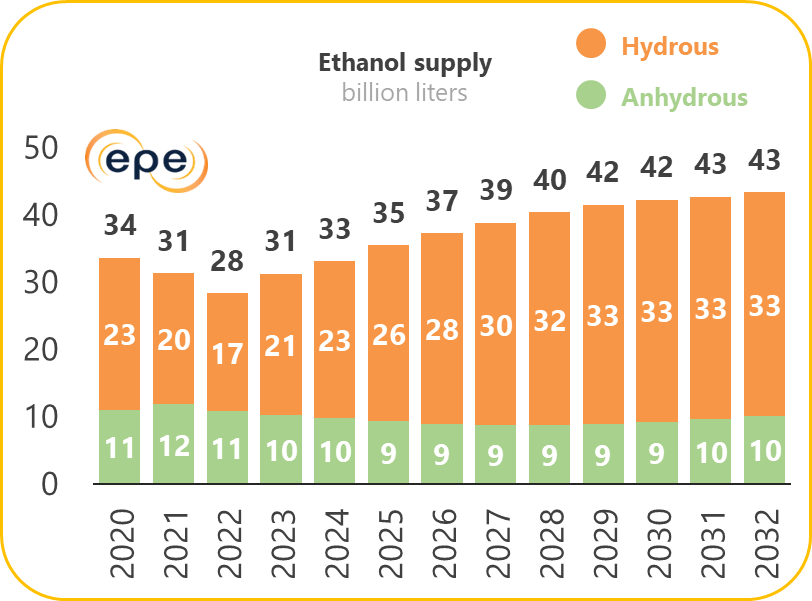 Ethanol supply
billion liters
Hydrous
Anhydrous
epe
50
40
30
20
10
0
34 31 28 31 33 35 37 39 40 42 42 43 43
23 20 17 21 23 26 28 30 32 33 33 33 33
11 12 11 10 10 9 9 9 9 9 9 10 10
2020 2021 2022 2023 2024 2025 2026 2027 2028 2029 2030 2031 2032